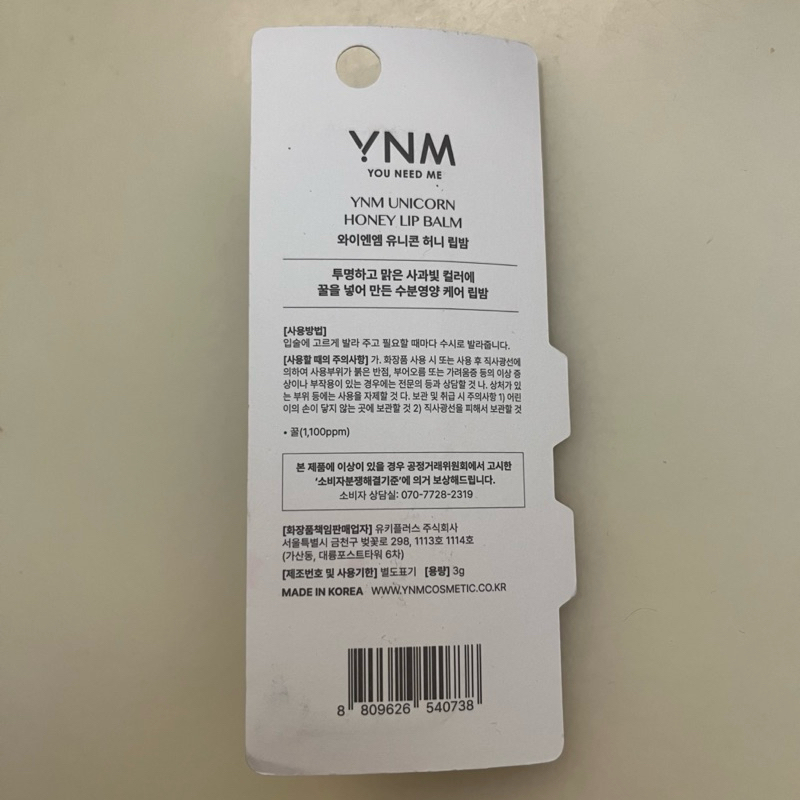 YNM
YOU NEED ME
YNM UNICORN
HONEY LIP BALM
와이엔엠 유니콘 허니 립밤
투명하고 맑은 사과빛 컬러에
꿀을 넣어 만든 수분영양 케어 립밤
[사용방법]
입술에 고르게 발라 주고 필요할 때마다 수시로 발라줍니다.
[사용할 때의 주의사항] 가. 화장품 사용 시 또는 사용 후 직사광선에
의하여 사용부위가 붉은 반점, 부어오름 또는 가려움증 등의 이상 증
상이나 부작용이 있는 경우에는 전문의 등과 상담할 것 나. 상처가 있
는 부위 등에는 사용을 자제할 것 다. 보관 및 취급 시 주의사항 1) 어린
이의 손이 닿지 않는 곳에 보관할 것 2) 직사광선을 피해서 보관할 것
• 꿀(1,100ppm)
본 제품에 이상이 있을 경우 공정거래위원회에서 고시한
‘소비자분쟁해결기준’에 의거 보상해드립니다.
소비자 상담실: 070-7728-2319
[화장품책임판매업자] 유키플러스 주식회사
서울특별시 금천구 벚꽃로 298, 1113호 1114호
(가산동, 대륭포스트타워 6차)
[제조번호 및 사용기한] 별도표기 [용량] 3g
MADE IN KOREA WWW.YNMCOSMETIC.CO.KR
8 809626 540738